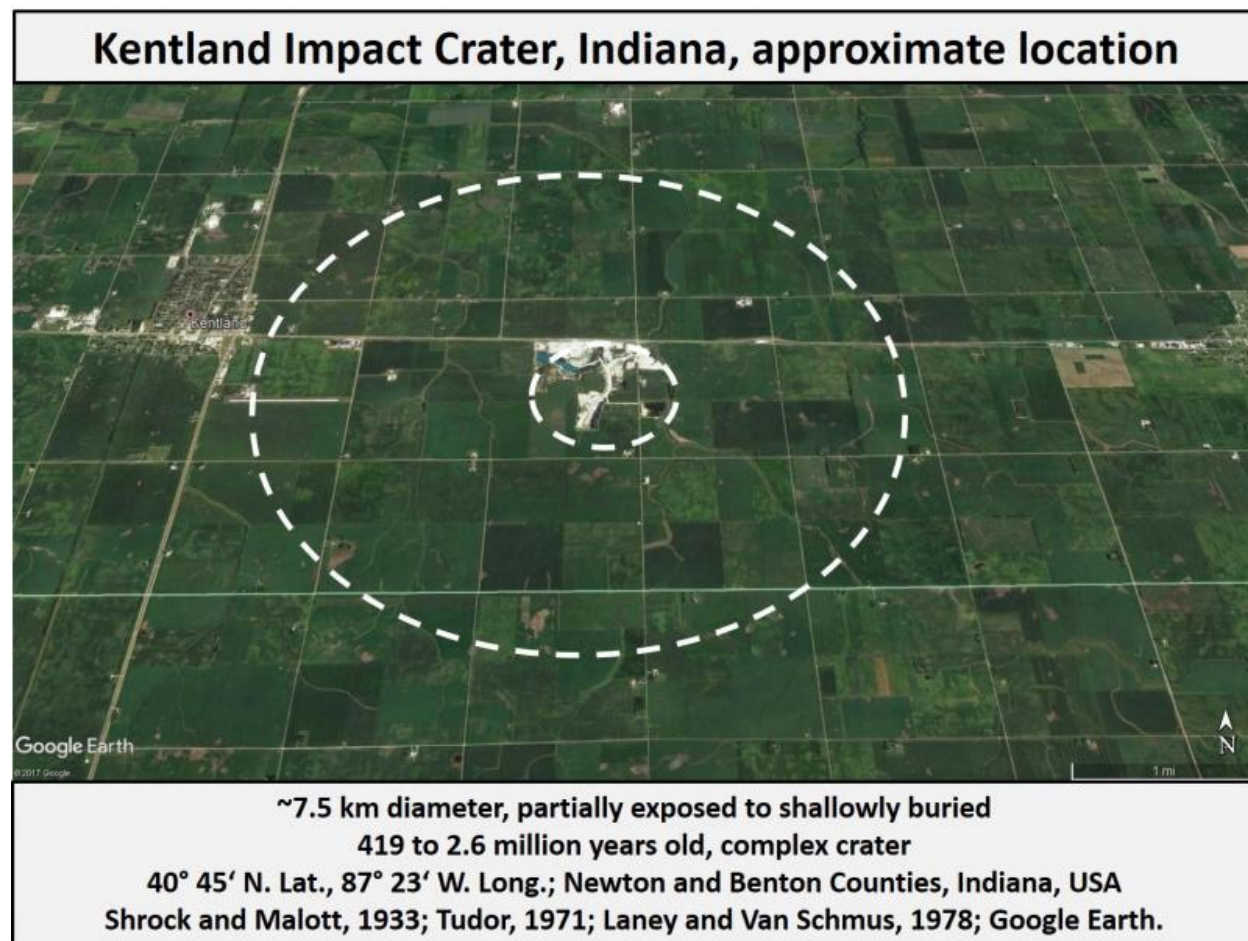 Kentland Impact Crater, Indiana, approximate location
Kentland
Google Earth
©2017 Google
N
1 mi
~7.5 km diameter, partially exposed to shallowly buried
419 to 2.6 million years old, complex crater
40° 45‘ N. Lat., 87° 23‘ W. Long.; Newton and Benton Counties, Indiana, USA
Shrock and Malott, 1933; Tudor, 1971; Laney and Van Schmus, 1978; Google Earth.